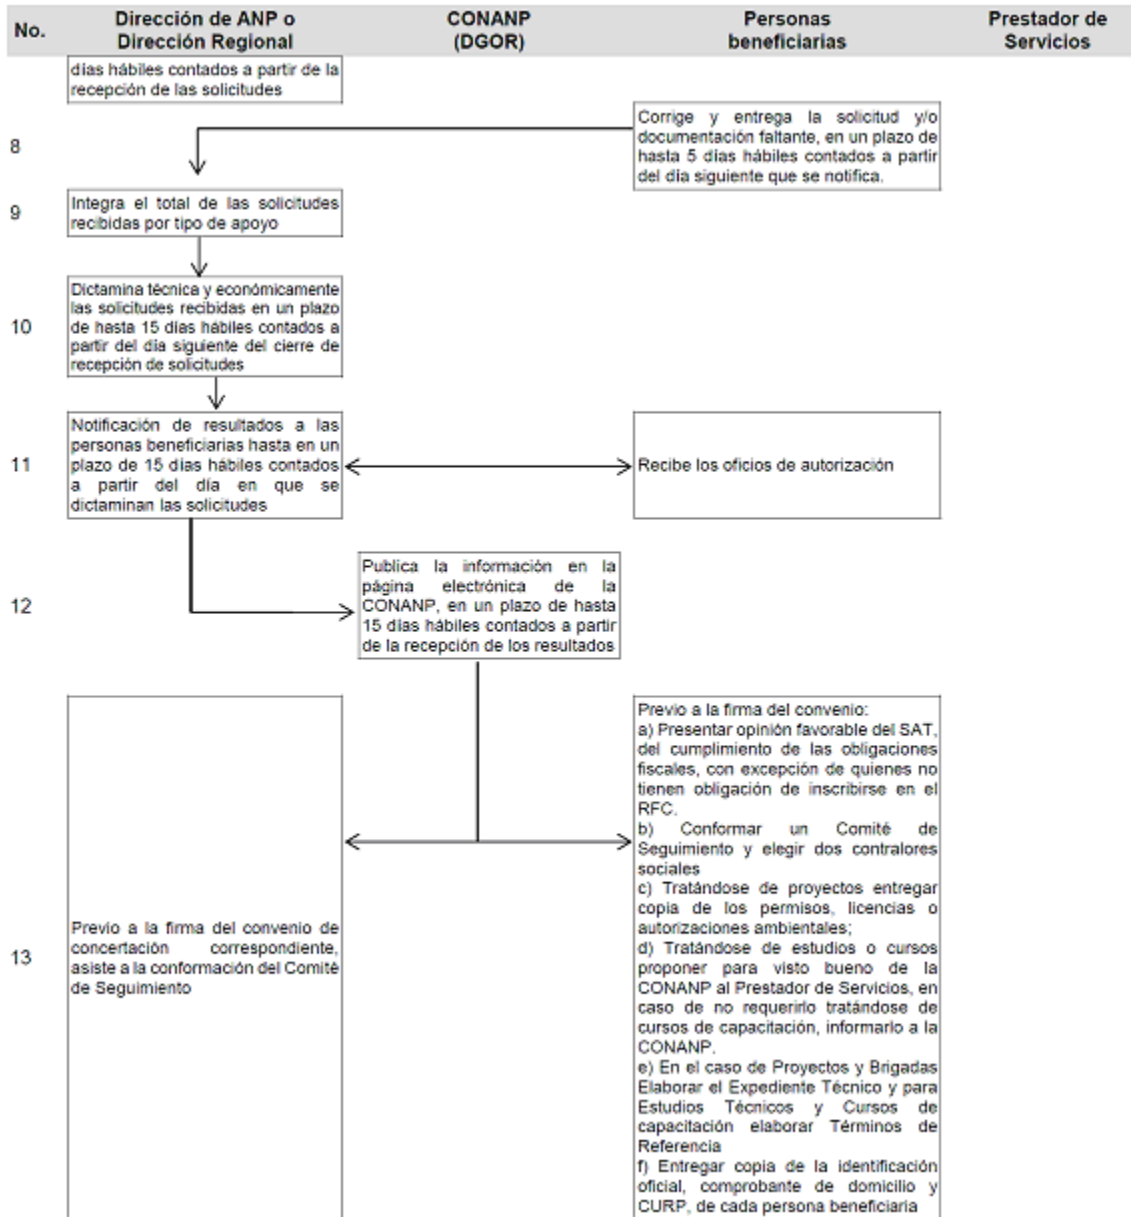 No.
Dirección de ANP o
Dirección Regional
CONANP
(DGOR)
Personas
beneficiarias
Prestador de
Servicios
días hábiles contados a partir de la
recepción de las solicitudes
8
Corrige y entrega la solicitud y/o
documentación faltante, en un plazo de
hasta 5 días hábiles contados a partir
del día siguiente que se notifica.
9
Integra el total de las solicitudes
recibidas por tipo de apoyo
10
Dictamina técnica y económicamente
las solicitudes recibidas en un plazo
de hasta 15 días hábiles contados a
partir del día siguiente del cierre de
recepción de solicitudes
11
Notificación de resultados a las
personas beneficiarias hasta en un
plazo de 15 días hábiles contados
a partir del día en que se
dictaminan las solicitudes
Recibe los oficios de autorización
12
Publica la información en la
página electrónica de la
CONANP, en un plazo de hasta
15 días hábiles contados a partir
de la recepción de los resultados
13
Previo a la firma del convenio de
concertación correspondiente,
asiste a la conformación del Comité
de Seguimiento
Previo a la firma del convenio:
a) Presentar opinión favorable del SAT,
del cumplimiento de las obligaciones
fiscales, con excepción de quienes no
tienen obligación de inscribirse en el
RFC.
b) Conformar un Comité de
Seguimiento y elegir dos contralores
sociales
c) Tratándose de proyectos entregar
copia de los permisos, licencias o
autorizaciones ambientales;
d) Tratándose de estudios o cursos
proponer para visto bueno de la
CONANP al Prestador de Servicios, en
caso de no requerirlo tratándose de
cursos de capacitación, informarlo a la
CONANP.
e) En el caso de Proyectos y Brigadas
Elaborar el Expediente Técnico y para
Estudios Técnicos y Cursos de
capacitación elaborar Términos de
Referencia
f) Entregar copia de la identificación
oficial, comprobante de domicilio y
CURP, de cada persona beneficiaria